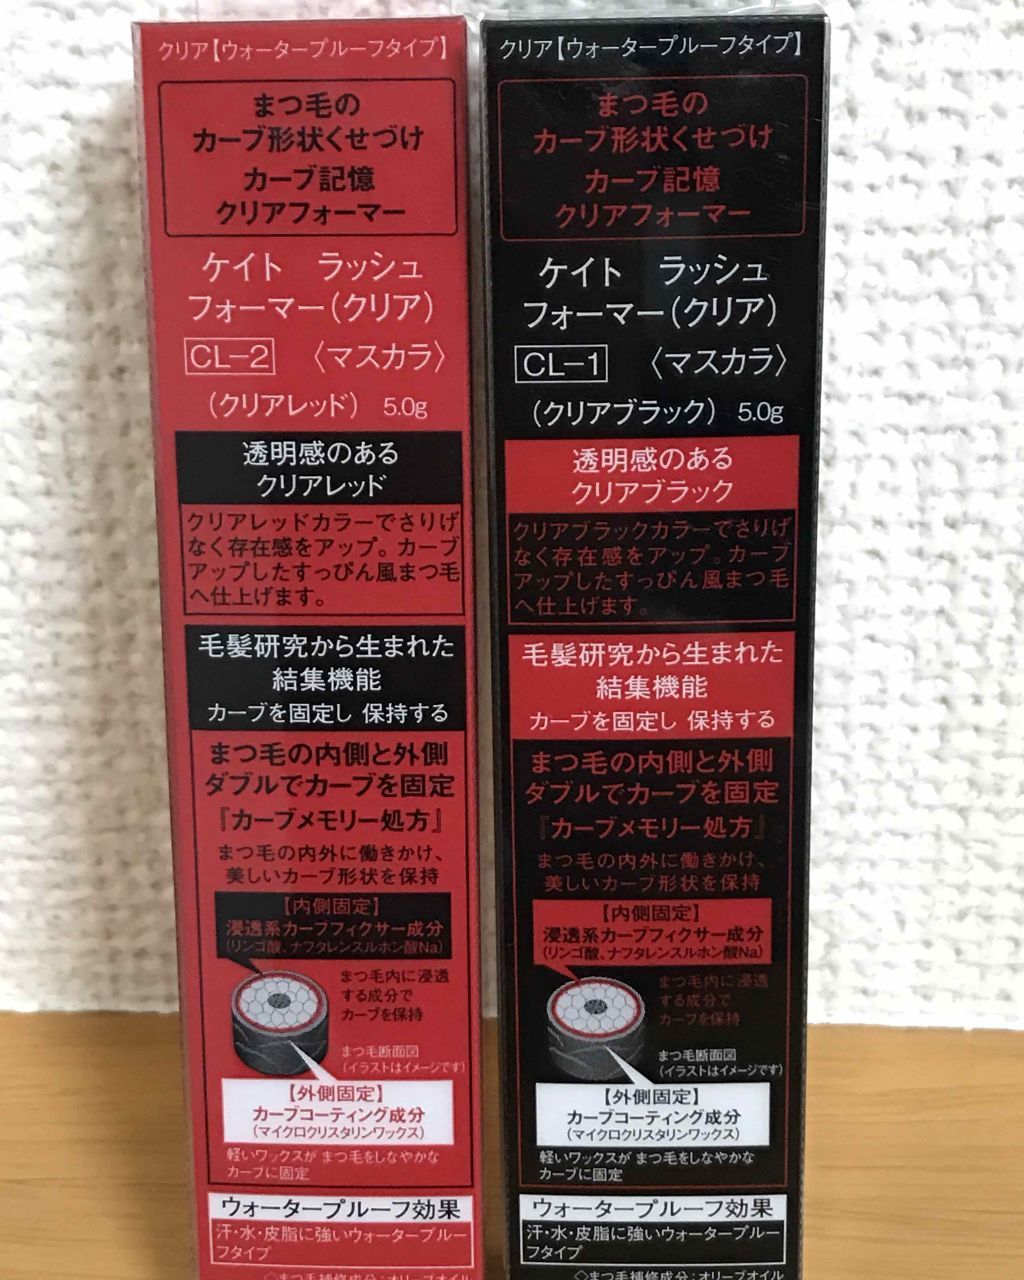 クリア【ウォータープルーフタイプ】
まつ毛の
カーブ形状くせづけ
カーブ記憶
クリアフォーマー
ケイト ラッシュ
フォーマー(クリア)
CL-2 〈マスカラ〉
(クリアレッド) 5.0g
透明感のある
クリアレッド
クリアレッドカラーでさりげ
なく存在感をアップ。カーブ
アップしたすっぴん風まつ毛
へ仕上げます。
毛髪研究から生まれた
結集機能
カーブを固定し 保持する
まつ毛の内側と外側
ダブルでカーブを固定
『カーブメモリー処方』
まつ毛の内外に働きかけ、
美しいカーブ形状を保持
【内側固定】
浸透系カーブフィクサー成分
(リンゴ酸、ナフタレンスルホン酸Na)
まつ毛内に浸透
する成分で
カーブを保持
まつ毛断面図
(イラストはイメージです)
【外側固定】
カーブコーティング成分
(マイクロクリスタリンワックス)
軽いワックスが まつ毛をしなやかな
カーブに固定
ウォータープルーフ効果
汗・水・皮脂に強いウォータープルー
フタイプ
◇まつ毛補修成分:オリーブオイル
クリア【ウォータープルーフタイプ】
まつ毛の
カーブ形状くせづけ
カーブ記憶
クリアフォーマー
ケイト ラッシュ
フォーマー(クリア)
CL-1 〈マスカラ〉
(クリアブラック) 5.0g
透明感のある
クリアブラック
クリアブラックカラーでさりげ
なく存在感をアップ。カーブ
アップしたすっぴん風まつ毛
へ仕上げます。
毛髪研究から生まれた
結集機能
カーブを固定し 保持する
まつ毛の内側と外側
ダブルでカーブを固定
『カーブメモリー処方』
まつ毛の内外に働きかけ、
美しいカーブ形状を保持
【内側固定】
浸透系カーブフィクサー成分
(リンゴ酸、ナフタレンスルホン酸Na)
まつ毛内に浸透
する成分で
カーブを保持
まつ毛断面図
(イラストはイメージです)
【外側固定】
カーブコーティング成分
(マイクロクリスタリンワックス)
軽いワックスが まつ毛をしなやかな
カーブに固定
ウォータープルーフ効果
汗・水・皮脂に強いウォータープルー
フタイプ
◇まつ毛補修成分:オリーブオイル